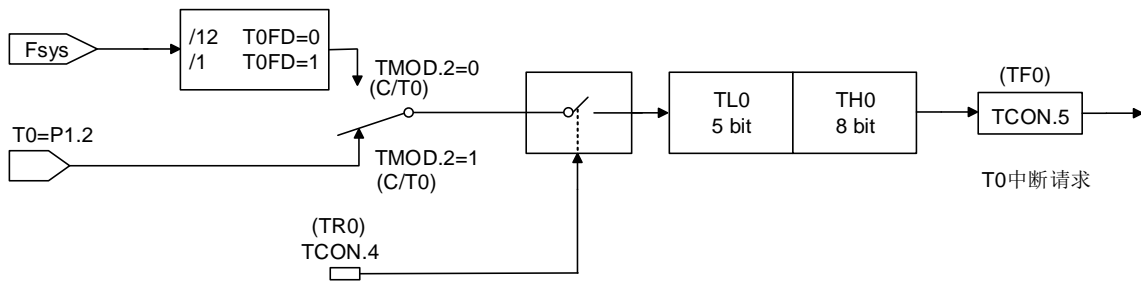 Fsys
/12 T0FD=0
/1 T0FD=1
TMOD.2=0
(C/T0)
T0=P1.2
TMOD.2=1
(C/T0)
(TR0)
TCON.4
TL0
5 bit
TH0
8 bit
(TF0)
TCON.5
T0中断请求